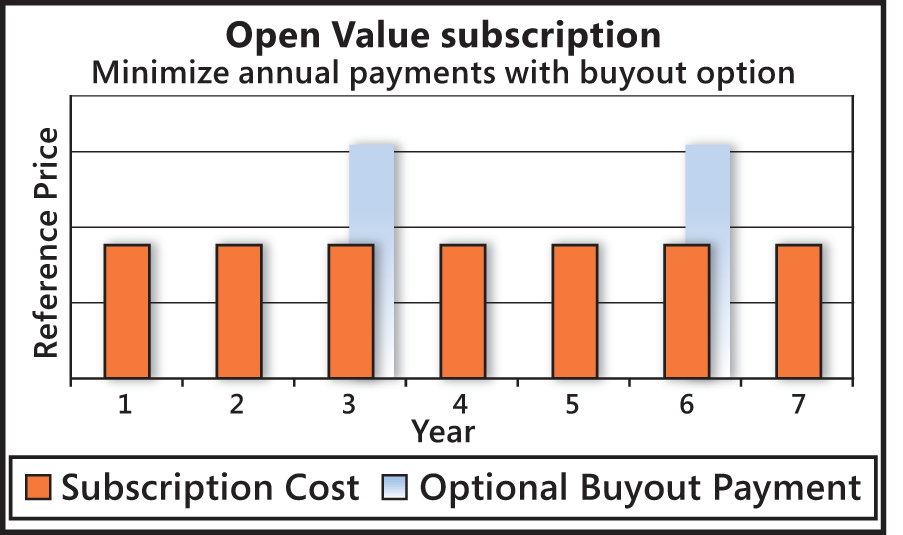 Open Value subscription
Minimize annual payments with buyout option
Reference Price
1 2 3 4 5 6 7
Year
Subscription Cost Optional Buyout Payment